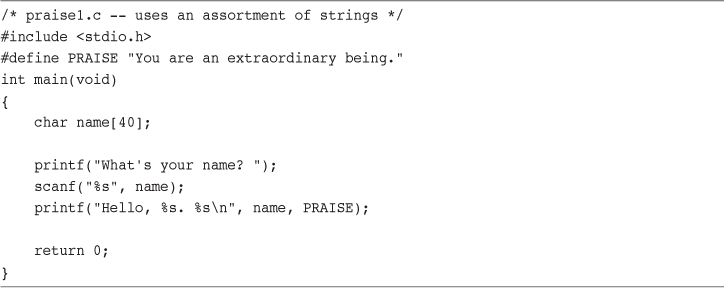 /* praise1.c -- uses an assortment of strings */
#include <stdio.h>
#define PRAISE "You are an extraordinary being."
int main(void)
{
    char name[40];

    printf("What's your name? ");
    scanf("%s", name);
    printf("Hello, %s. %s\n", name, PRAISE);

    return 0;
}